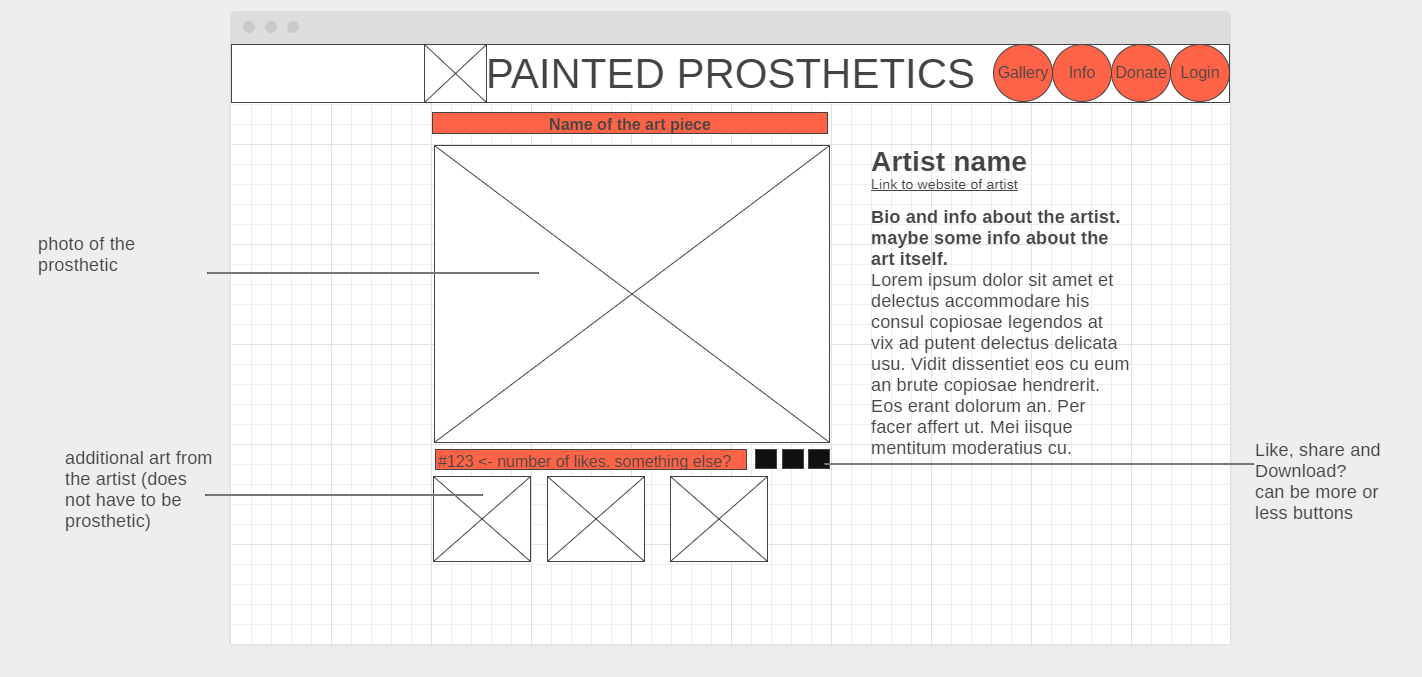 PAINTED PROSTHETICS
Gallery
Info
Donate
Login
Name of the art piece
Artist name
Link to website of artist
Bio and info about the artist.
maybe some info about the
art itself.
Lorem ipsum dolor sit amet et
delectus accommodare his
consul copiosae legendos at
vix ad putent delectus delicata
usu. Vidit dissentiet eos cu eum
an brute copiosae hendrerit.
Eos erant dolorum an. Per
facer affert ut. Mei iisque
mentitum moderatius cu.
photo of the
prosthetic
#123 <- number of likes. something else?
additional art from
the artist (does
not have to be
prosthetic)
Like, share and
Download?
can be more or
less buttons